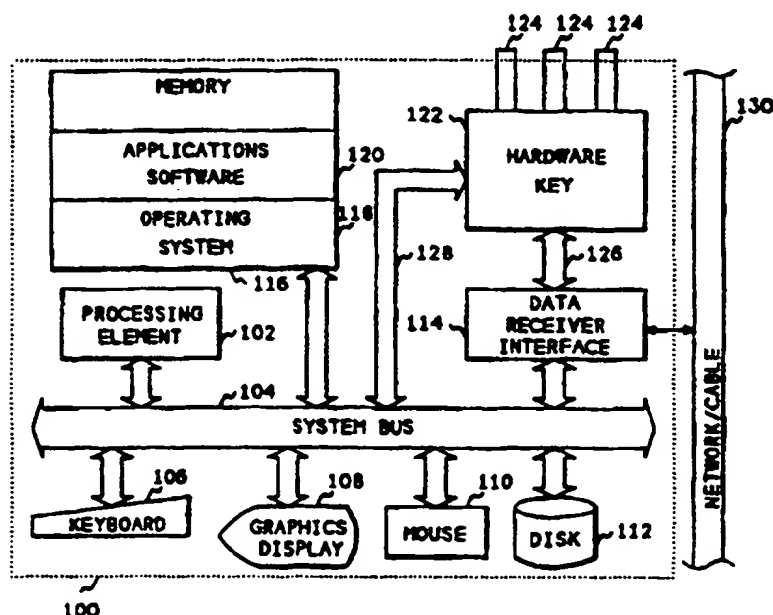 124 124 124
MEMORY
APPLICATIONS
SOFTWARE
120
OPERATING
SYSTEM
118
116
122
HARDWARE
KEY
130
128
126
PROCESSING
ELEMENT
102
114
DATA
RECEIVER
INTERFACE
104
SYSTEM BUS
NETWORK/CABLE
106
KEYBOARD
108
GRAPHICS
DISPLAY
110
MOUSE
DISK
112
100